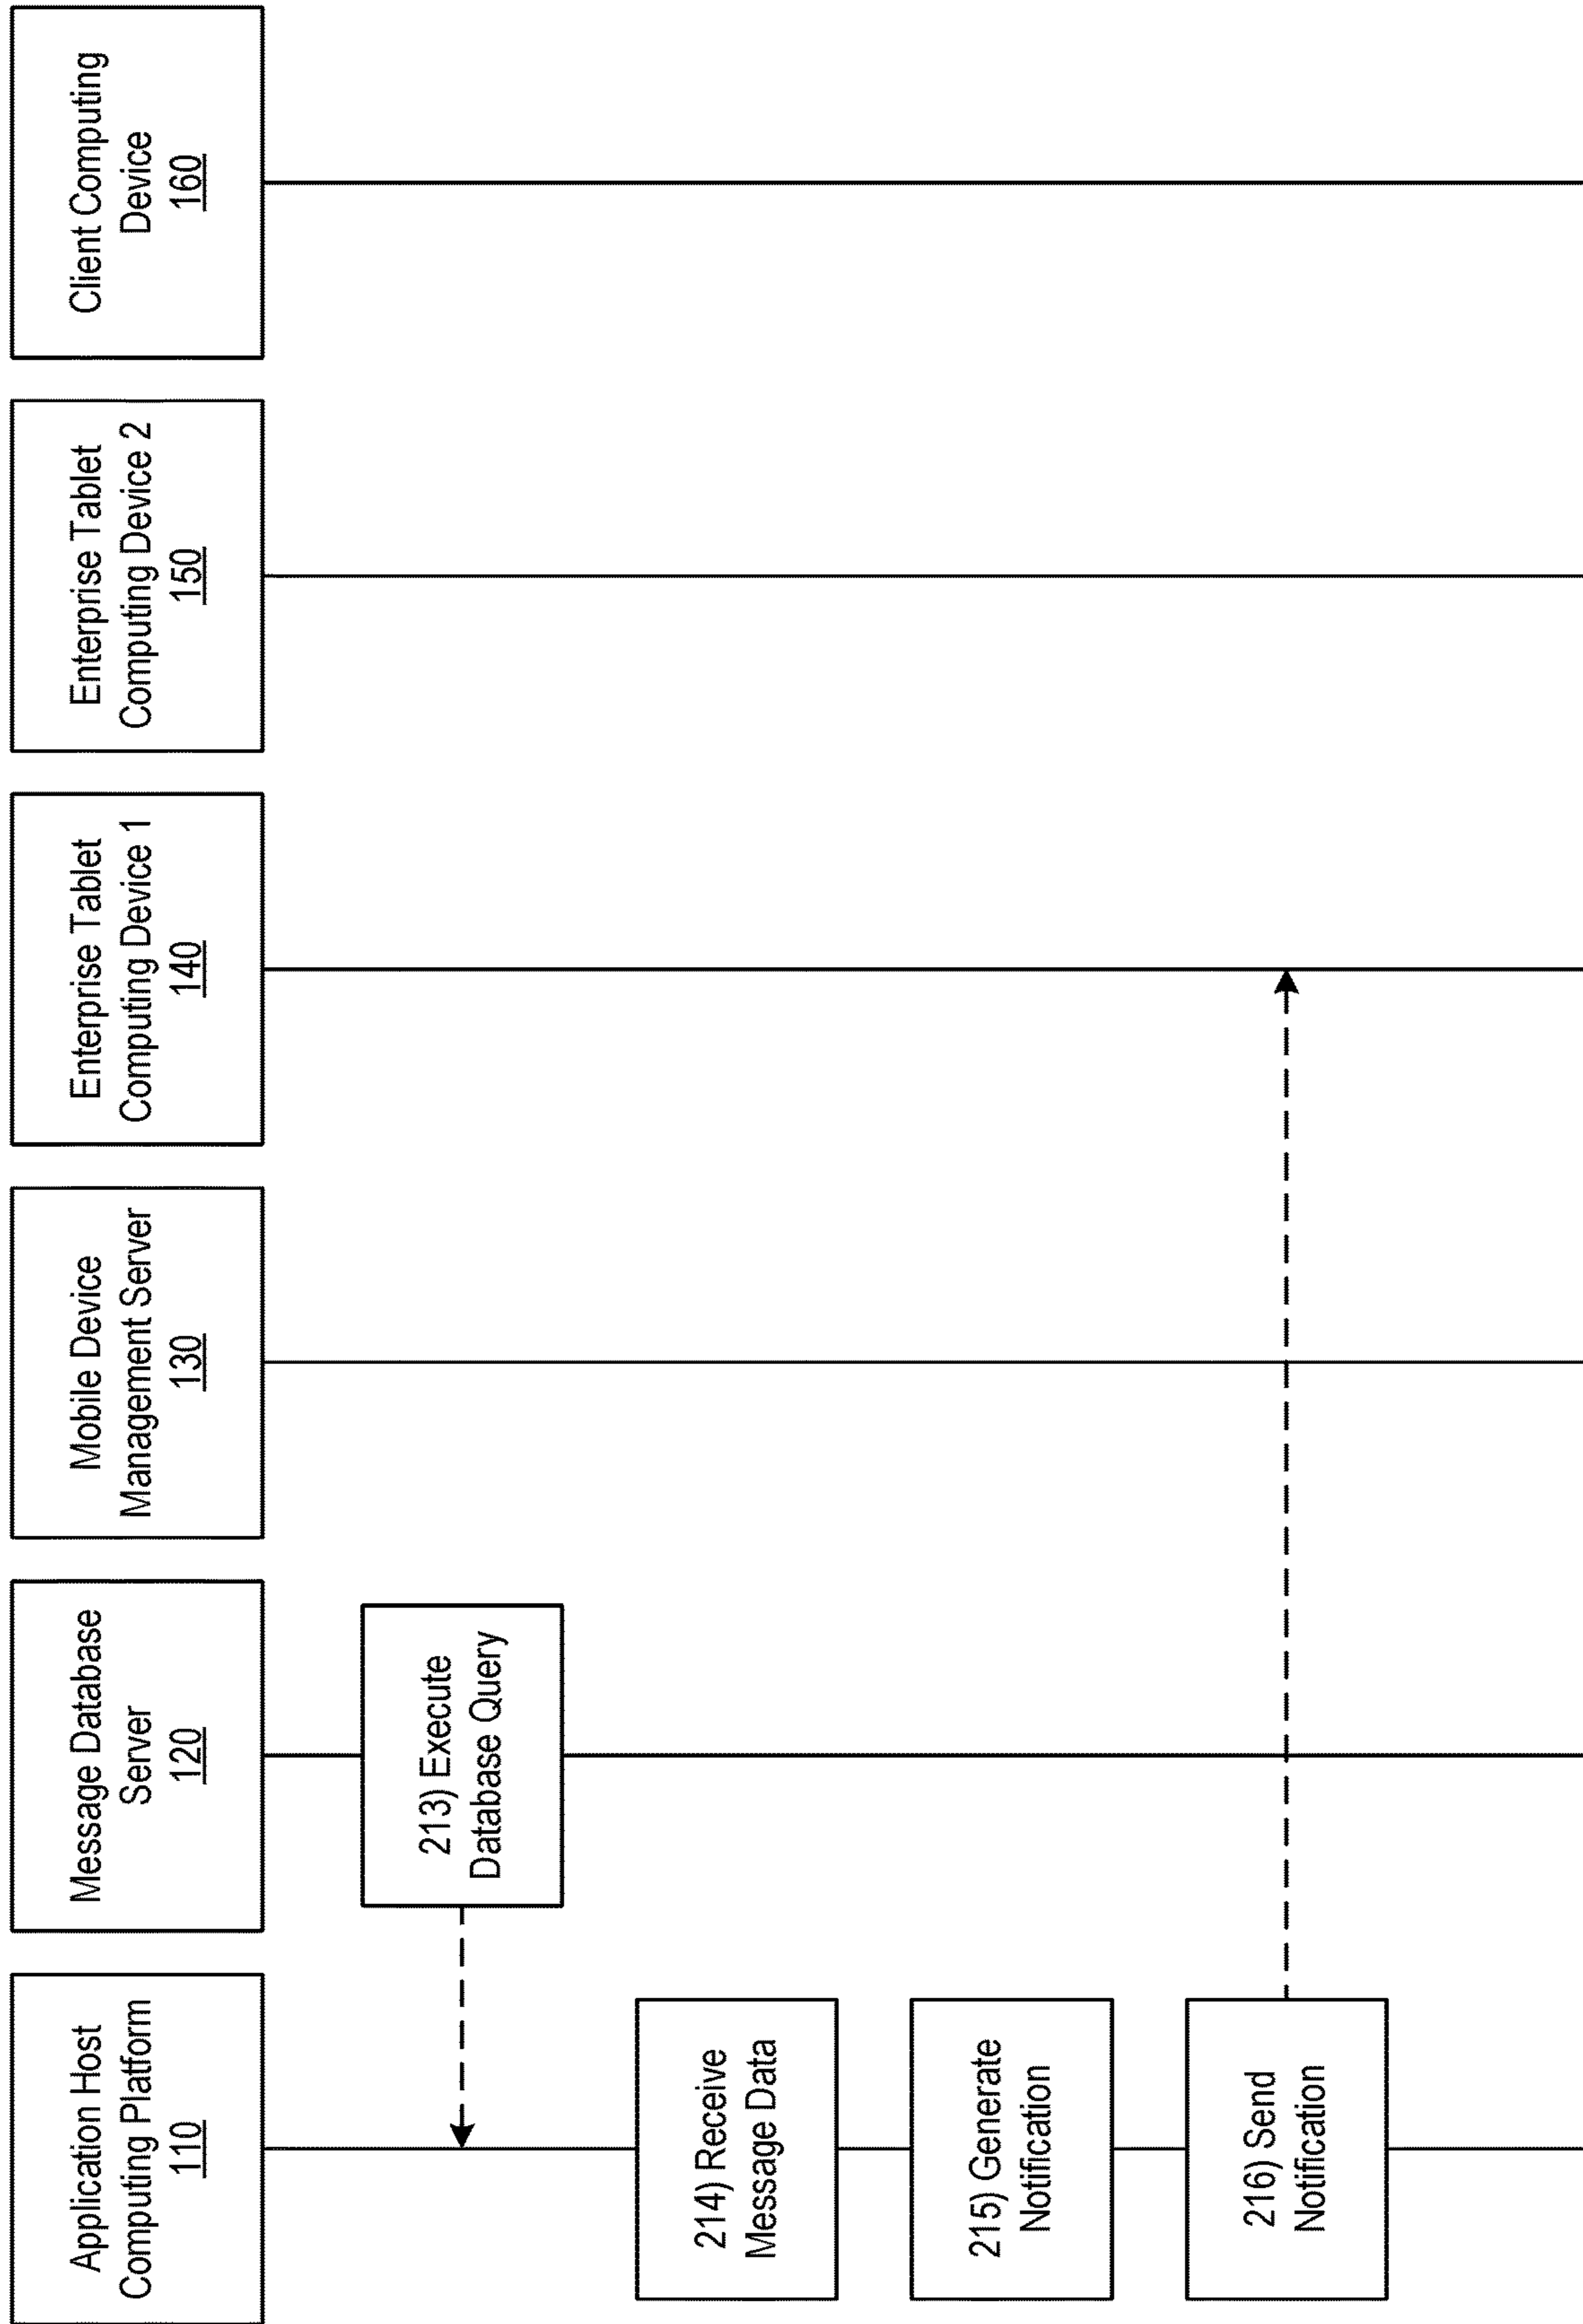 Application Host
Computing Platform
110
Message Database
Server
120
Mobile Device
Management Server
130
Enterprise Tablet
Computing Device 1
140
Enterprise Tablet
Computing Device 2
150
Client Computing
Device
160
213) Execute
Database Query
214) Receive
Message Data
215) Generate
Notification
216) Send
Notification